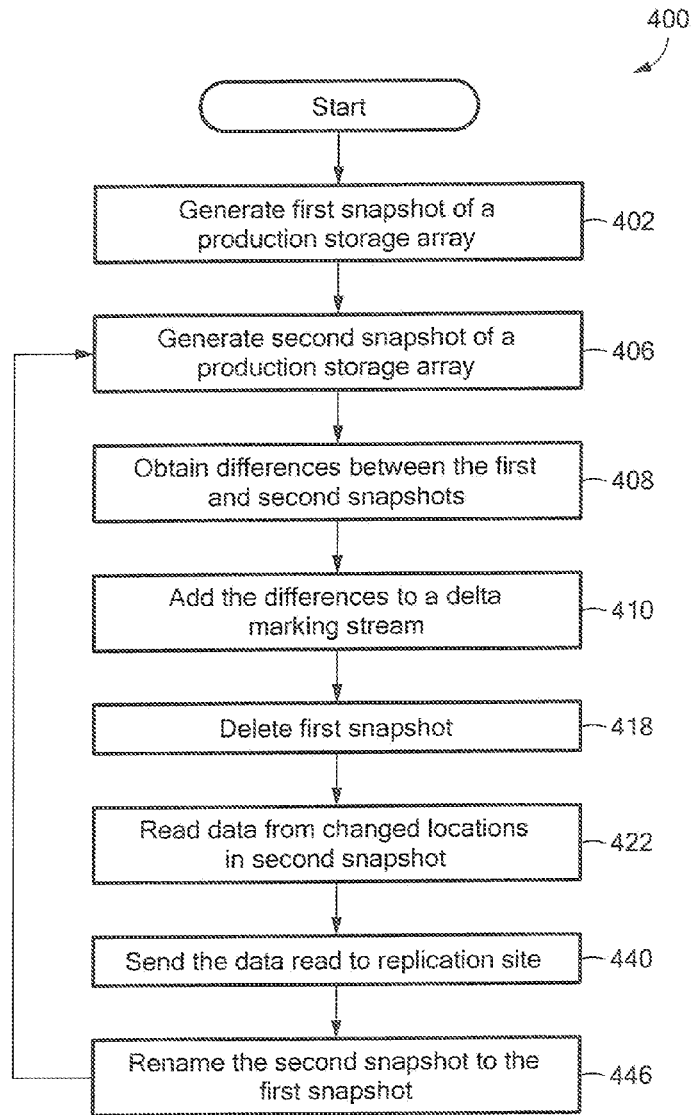 400
Start
Generate first snapshot of a
production storage array
402
Generate second snapshot of a
production storage array
406
Obtain differences between the first
and second snapshots
408
Add the differences to a delta
marking stream
410
Delete first snapshot
418
Read data from changed locations
in second snapshot
422
Send the data read to replication site
440
Rename the second snapshot to the
first snapshot
446